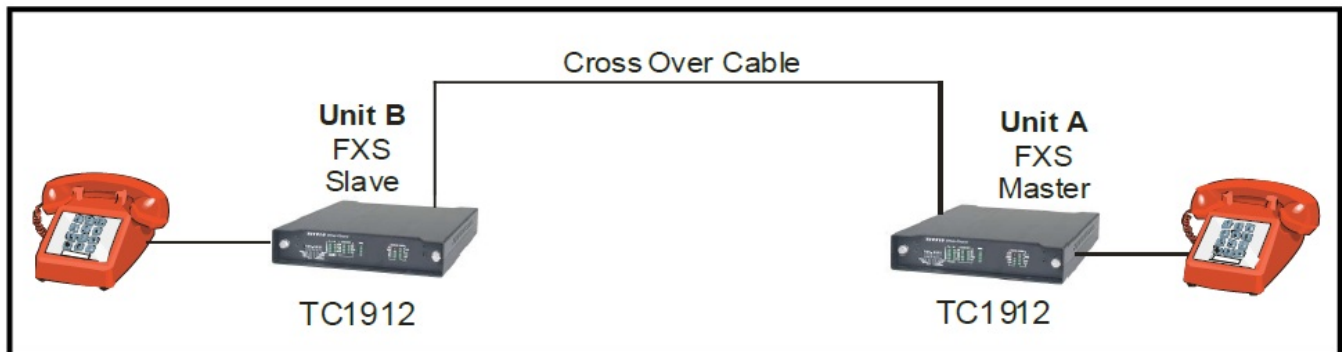 Cross Over Cable
Unit B
FXS
Slave
TC1912
Unit A
FXS
Master
TC1912